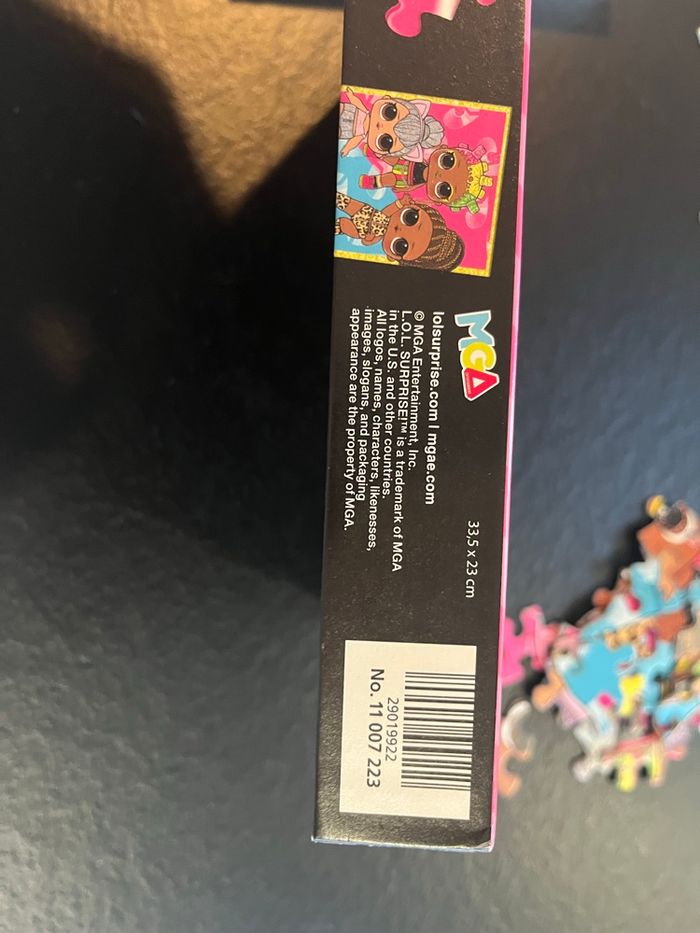 MGA
33,5 x 23 cm
lolsurprise.com | mgae.com
© MGA Entertainment, Inc.
L.O.L. SURPRISE!™ is a trademark of MGA
in the U.S. and other countries.
All logos, names, characters, likenesses,
images, slogans, and packaging
appearance are the property of MGA.
29019922
No. 11 007 223